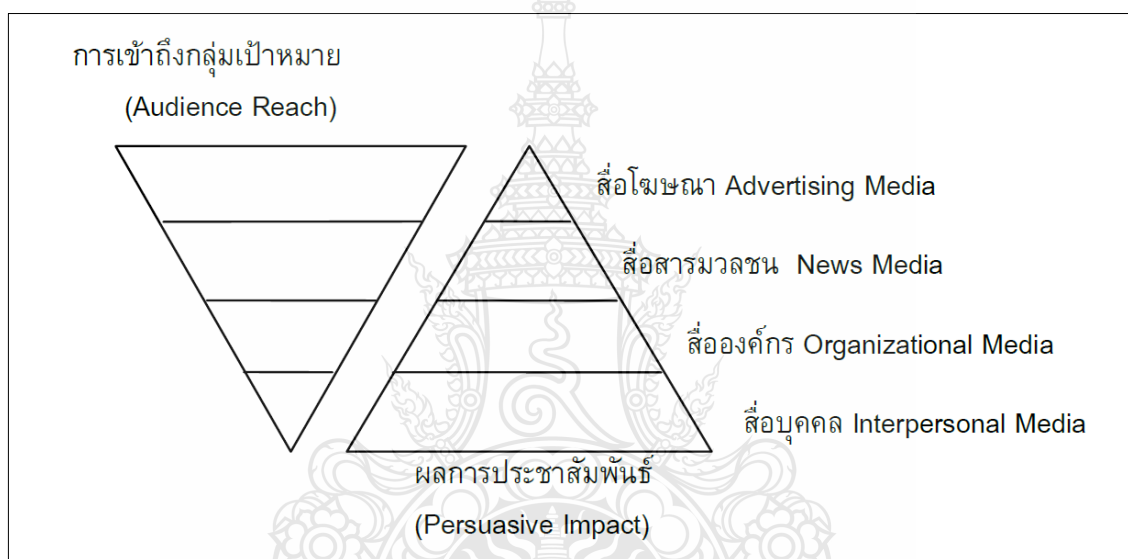 การเข้าถึงกลุ่มเป้าหมาย
(Audience Reach)
สื่อโฆษณา Advertising Media
สื่อสารมวลชน News Media
สื่อองค์กร Organizational Media
สื่อบุคคล Interpersonal Media
ผลการประชาสัมพันธ์
(Persuasive Impact)